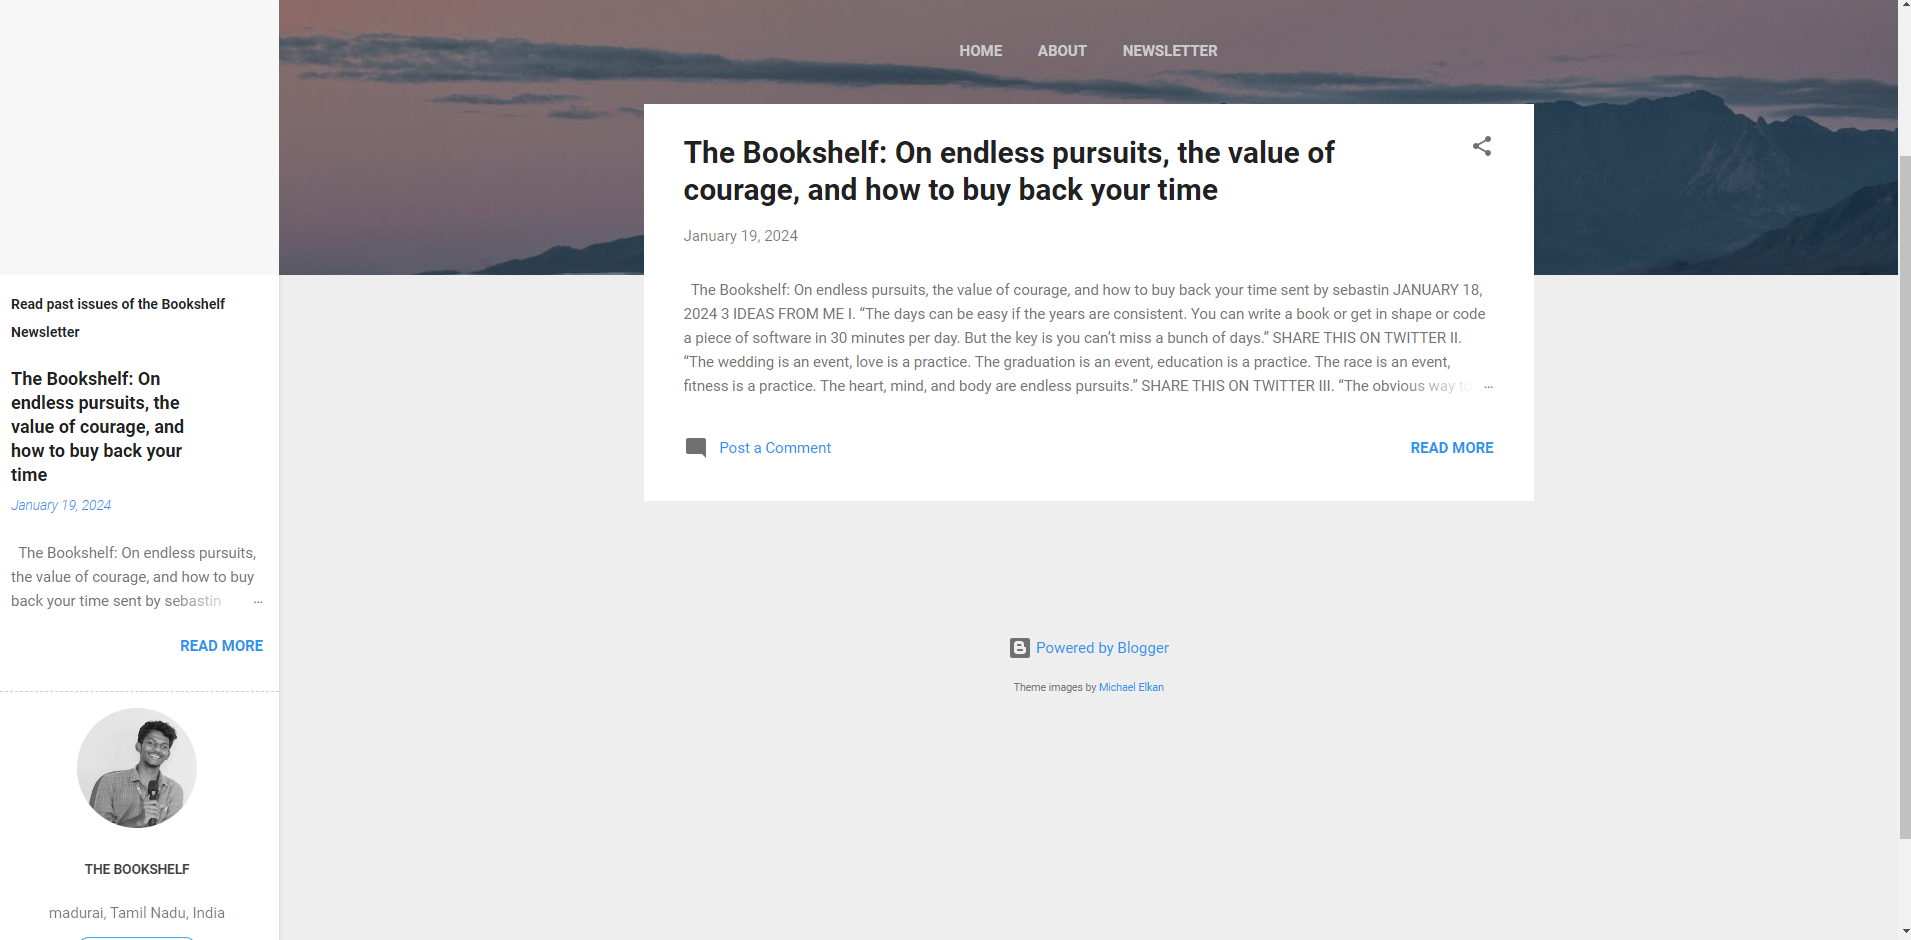 HOME ABOUT NEWSLETTER
The Bookshelf: On endless pursuits, the value of
courage, and how to buy back your time
January 19, 2024
The Bookshelf: On endless pursuits, the value of courage, and how to buy back your time sent by sebastin JANUARY 18,
2024 3 IDEAS FROM ME I. “The days can be easy if the years are consistent. You can write a book or get in shape or code
a piece of software in 30 minutes per day. But the key is you can’t miss a bunch of days.” SHARE THIS ON TWITTER II.
“The wedding is an event, love is a practice. The graduation is an event, education is a practice. The race is an event,
fitness is a practice. The heart, mind, and body are endless pursuits.” SHARE THIS ON TWITTER III. “The obvious way to ...
Post a Comment
READ MORE
Read past issues of the Bookshelf
Newsletter
The Bookshelf: On
endless pursuits, the
value of courage, and
how to buy back your
time
January 19, 2024
The Bookshelf: On endless pursuits,
the value of courage, and how to buy
back your time sent by sebastin ...
READ MORE
THE BOOKSHELF
madurai, Tamil Nadu, India
Powered by Blogger
Theme images by Michael Elkan